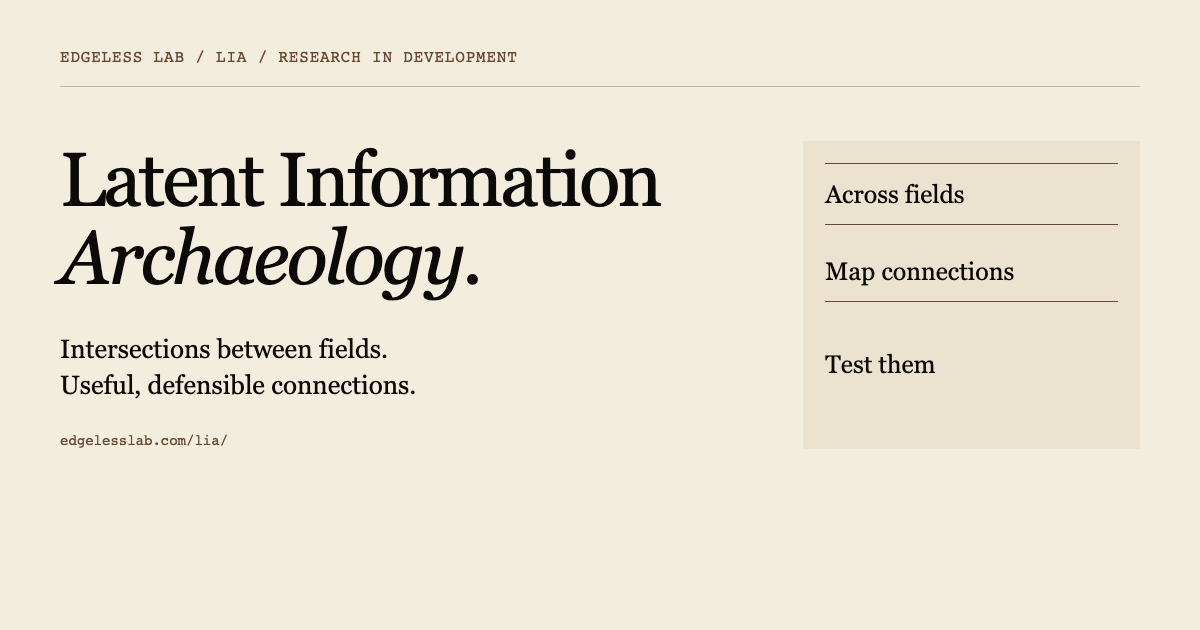 EDGELESS LAB / LIA / RESEARCH IN DEVELOPMENT
Latent Information
Archaeology.
Intersections between fields.
Useful, defensible connections.
edgelesslab.com/lia/
Across fields
Map connections
Test them